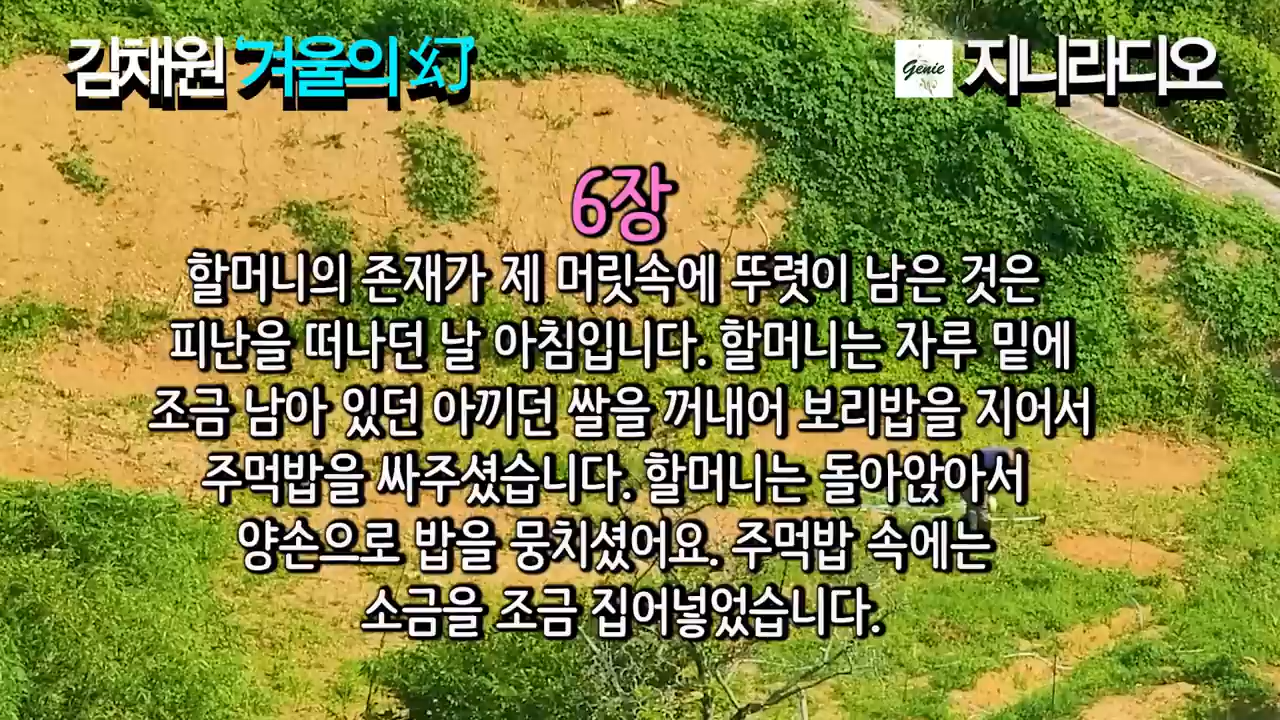 김채원 '겨울의 幻
Genie 지니라디오
6장
할머니의 존재가 제 머릿속에 뚜렷이 남은 것은
피난을 떠나던 날 아침입니다. 할머니는 자루 밑에
조금 남아 있던 아끼던 쌀을 꺼내어 보리밥을 지어서
주먹밥을 싸주셨습니다. 할머니는 돌아앉아서
양손으로 밥을 뭉치셨어요. 주먹밥 속에는
소금을 조금 집어넣었습니다.